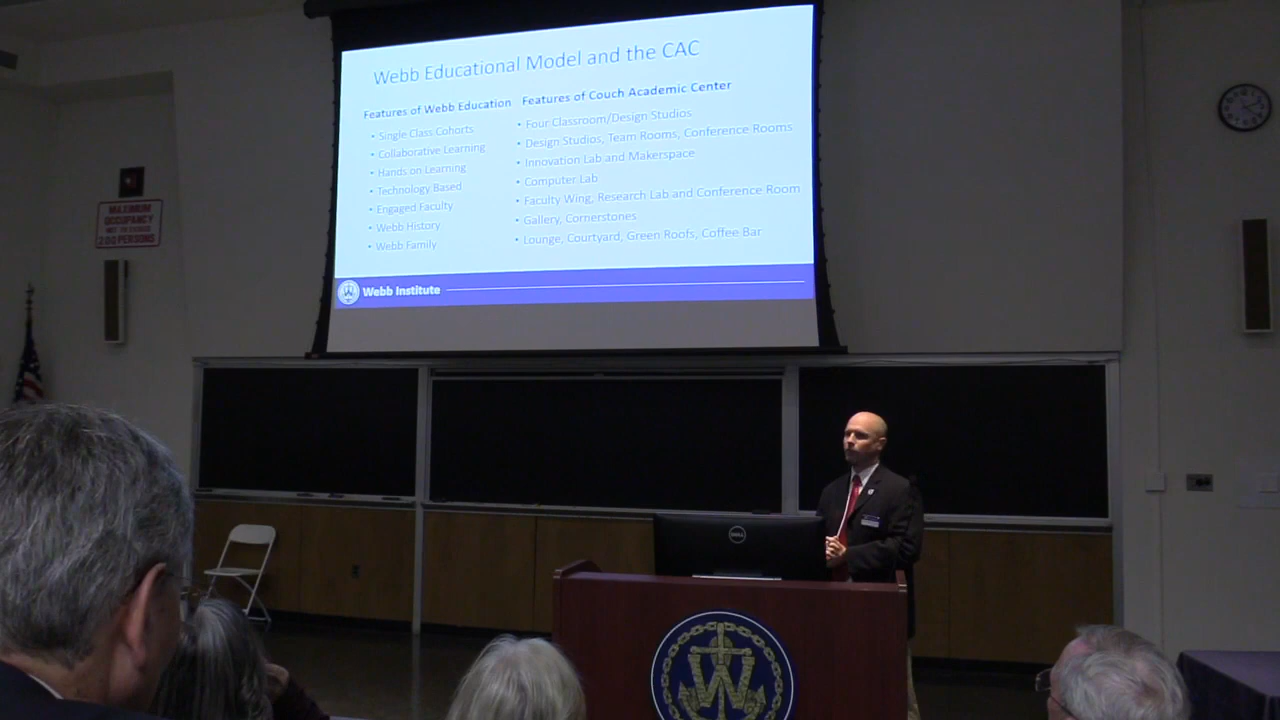 Webb Educational Model and the CAC
Features of Webb Education
• Single Class Cohorts
• Collaborative Learning
• Hands on Learning
• Technology Based
• Engaged Faculty
• Webb History
• Webb Family
Features of Couch Academic Center
• Four Classroom/Design Studios
• Design Studios, Team Rooms, Conference Rooms
• Innovation Lab and Makerspace
• Computer Lab
• Faculty Wing, Research Lab and Conference Room
• Gallery, Cornerstones
• Lounge, Courtyard, Green Roofs, Coffee Bar
Webb Institute
MAXIMUM
OCCUPANCY
NOT TO EXCEED
200 PERSONS
DELL
W